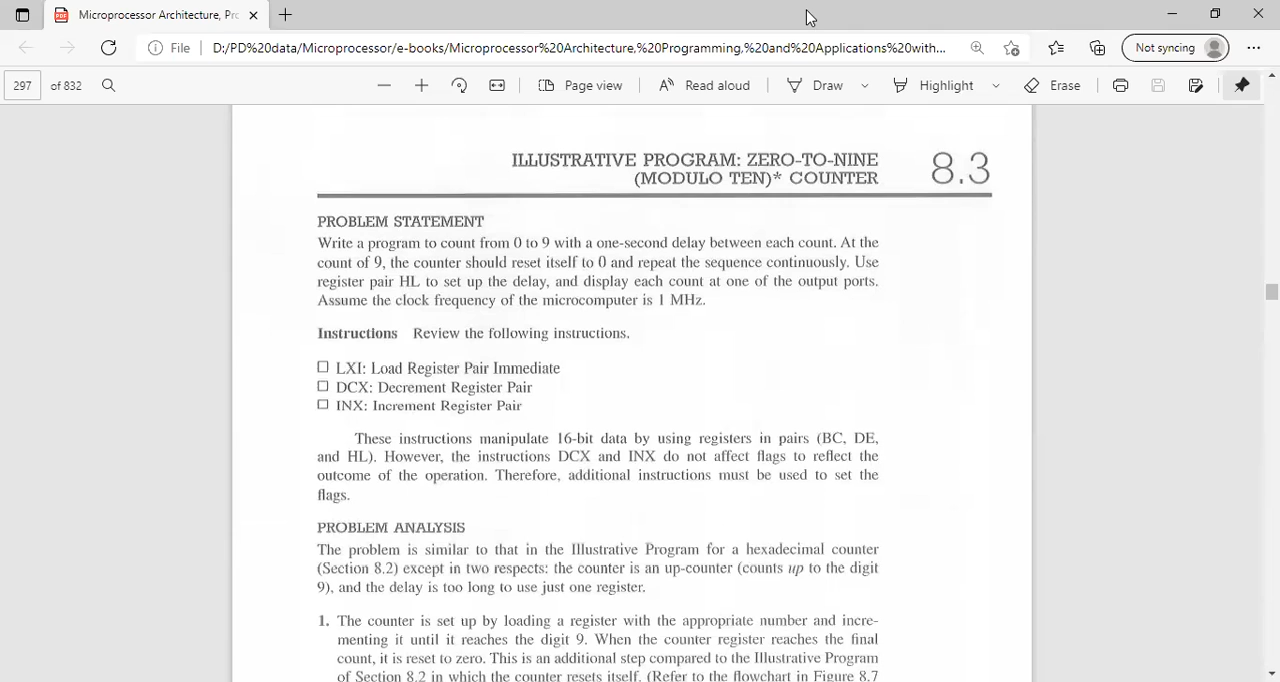 Microprocessor Architecture, Pr
File
D:/PD%20data/Microprocessor/e-books/Microprocessor%20Architecture,%20Programming,%20and%20Applications%20with...
Not syncing
297 of 832
Page view
Read aloud
Draw
Highlight
Erase
ILLUSTRATIVE PROGRAM: ZERO-TO-NINE
(MODULO TEN)* COUNTER
8.3
PROBLEM STATEMENT
Write a program to count from 0 to 9 with a one-second delay between each count. At the
count of 9, the counter should reset itself to 0 and repeat the sequence continuously. Use
register pair HL to set up the delay, and display each count at one of the output ports.
Assume the clock frequency of the microcomputer is 1 MHz.
Instructions Review the following instructions.
LXI: Load Register Pair Immediate
DCX: Decrement Register Pair
INX: Increment Register Pair
These instructions manipulate 16-bit data by using registers in pairs (BC, DE,
and HL). However, the instructions DCX and INX do not affect flags to reflect the
outcome of the operation. Therefore, additional instructions must be used to set the
flags.
PROBLEM ANALYSIS
The problem is similar to that in the Illustrative Program for a hexadecimal counter
(Section 8.2) except in two respects: the counter is an up-counter (counts up to the digit
9), and the delay is too long to use just one register.
1. The counter is set up by loading a register with the appropriate number and incre-
menting it until it reaches the digit 9. When the counter register reaches the final
count, it is reset to zero. This is an additional step compared to the Illustrative Program
of Section 8.2 in which the counter resets itself. (Refer to the flowchart in Figure 8.7